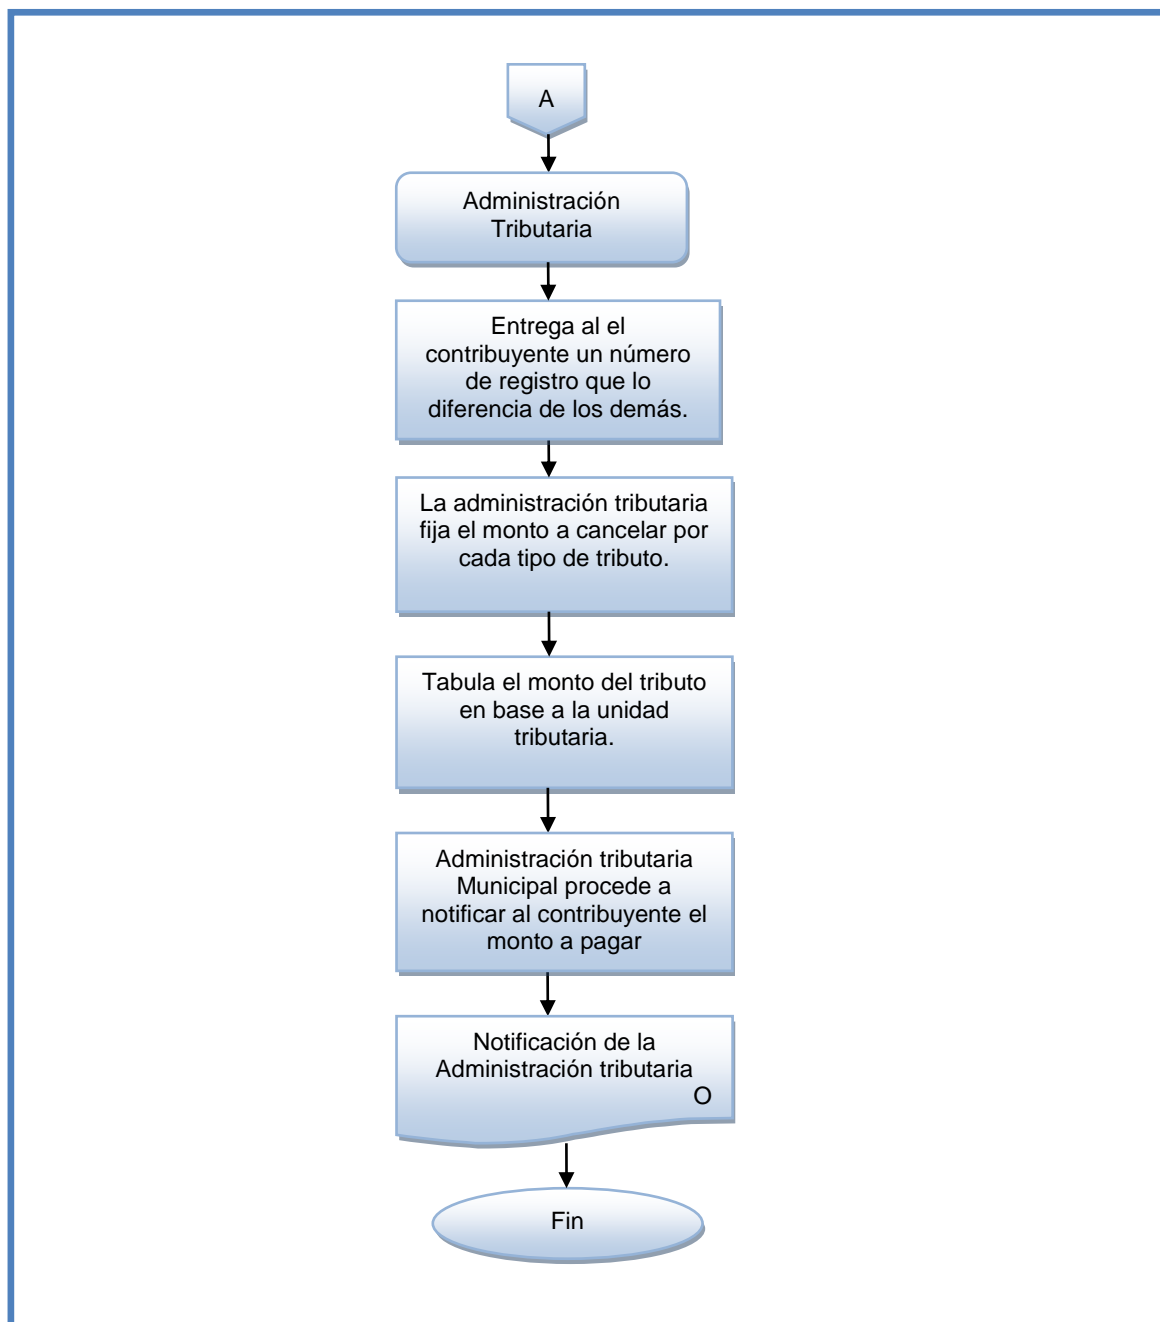 A
Administración
Tributaria
Entrega al el
contribuyente un número
de registro que lo
diferencia de los demás.
La administración tributaria
fija el monto a cancelar por
cada tipo de tributo.
Tabula el monto del tributo
en base a la unidad
tributaria.
Administración tributaria
Municipal procede a
notificar al contribuyente el
monto a pagar
Notificación de la
Administración tributaria
O
Fin